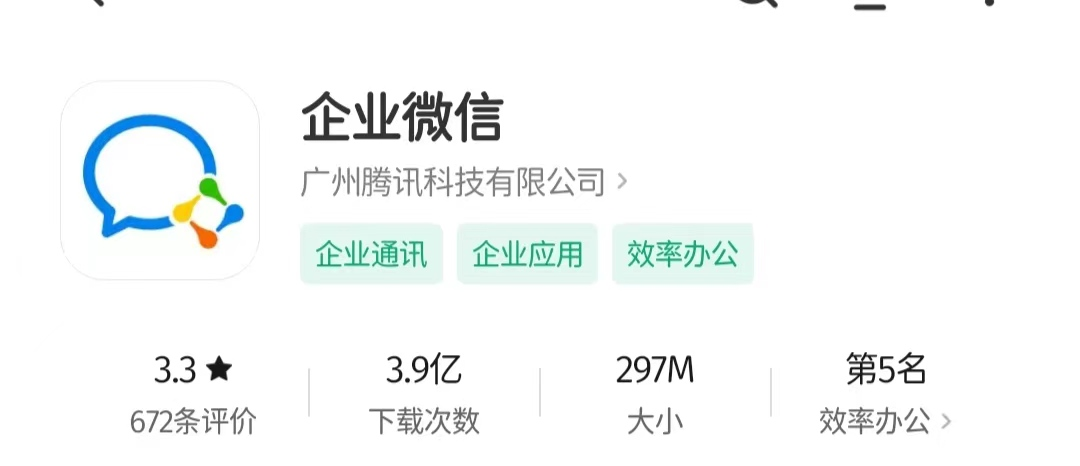 企业微信
广州腾讯科技有限公司
企业通讯 企业应用 效率办公
3.3★ 3.9亿 297M 第5名
672条评价 下载次数 大小 效率办公